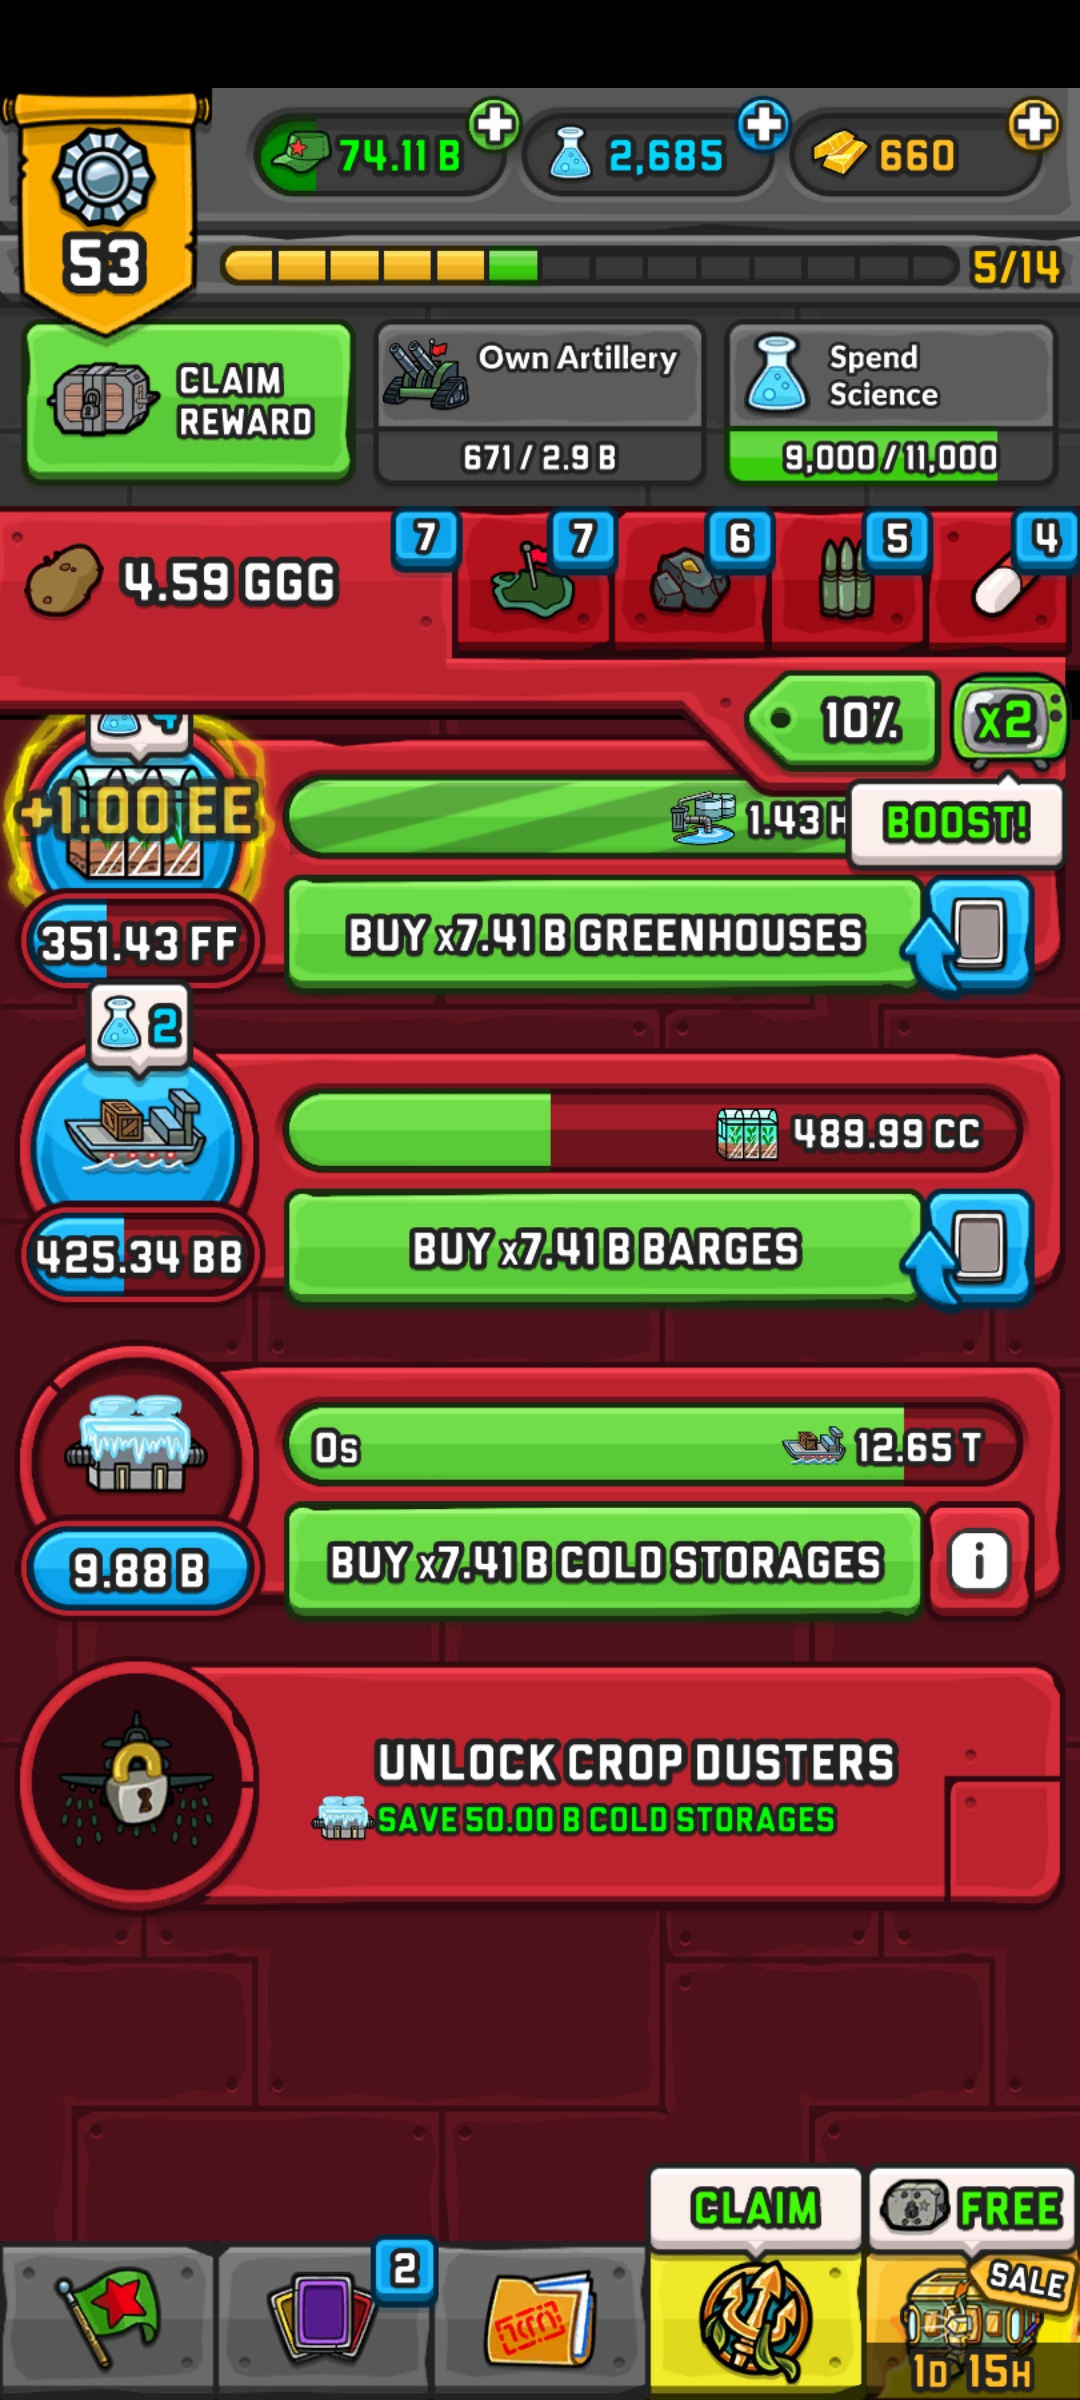 74.11 B
2,685
660
53
5/14
CLAIM
REWARD
Own Artillery
671 / 2.9 B
Spend
Science
9,000 / 11,000
4.59 GGG
7
7
6
5
4
10%
x2
BOOST!
4
+1.00 EE
1.43 H
351.43 FF
BUY x7.41 B GREENHOUSES
2
489.99 CC
425.34 BB
BUY x7.41 B BARGES
0s
12.65 T
9.88 B
BUY x7.41 B COLD STORAGES
i
UNLOCK CROP DUSTERS
SAVE 50.00 B COLD STORAGES
CLAIM
FREE
2
SALE
1D 15H